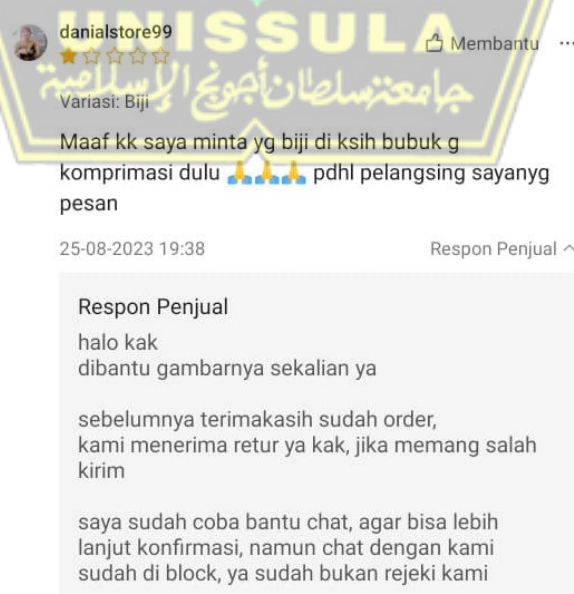 UNISSULA
جامعتسلطان أجونج الإسلامية
danialstore99
Membantu
Variasi: Biji
Maaf kk saya minta yg biji di ksih bubuk g
komprimasi dulu 🙏🙏🙏 pdhl pelangsing sayanyg
pesan
25-08-2023 19:38
Respon Penjual
Respon Penjual
halo kak
dibantu gambarnya sekalian ya
sebelumnya terimakasih sudah order,
kami menerima retur ya kak, jika memang salah
kirim
saya sudah coba bantu chat, agar bisa lebih
lanjut konfirmasi, namun chat dengan kami
sudah di block, ya sudah bukan rejeki kami